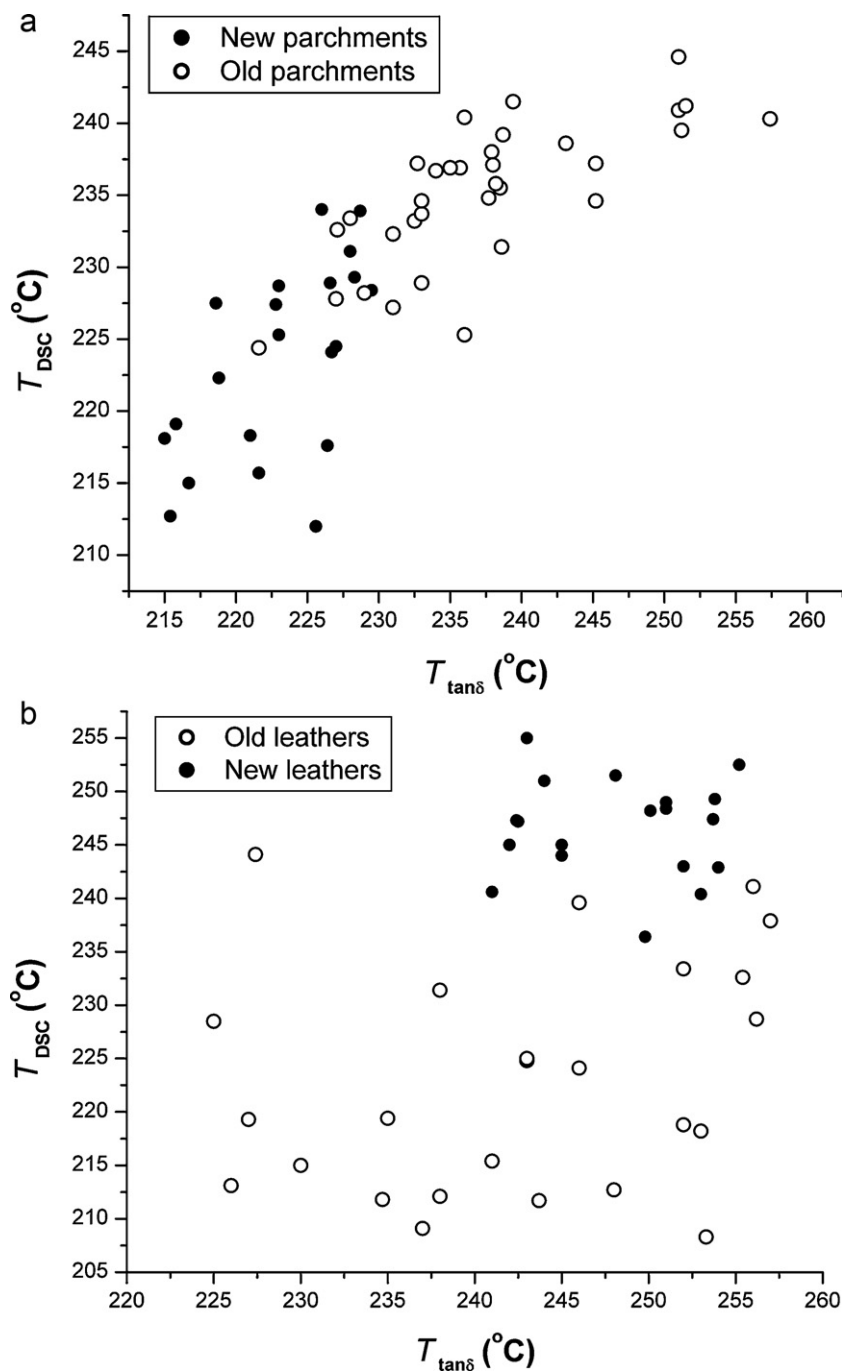 a
New parchments
Old parchments
245
240
235
230
225
220
215
210
T_DSC (°C)
215 220 225 230 235 240 245 250 255 260
T_tanδ (°C)
b
Old leathers
New leathers
255
250
245
240
235
230
225
220
215
210
205
T_DSC (°C)
220 225 230 235 240 245 250 255 260
T_tanδ (°C)